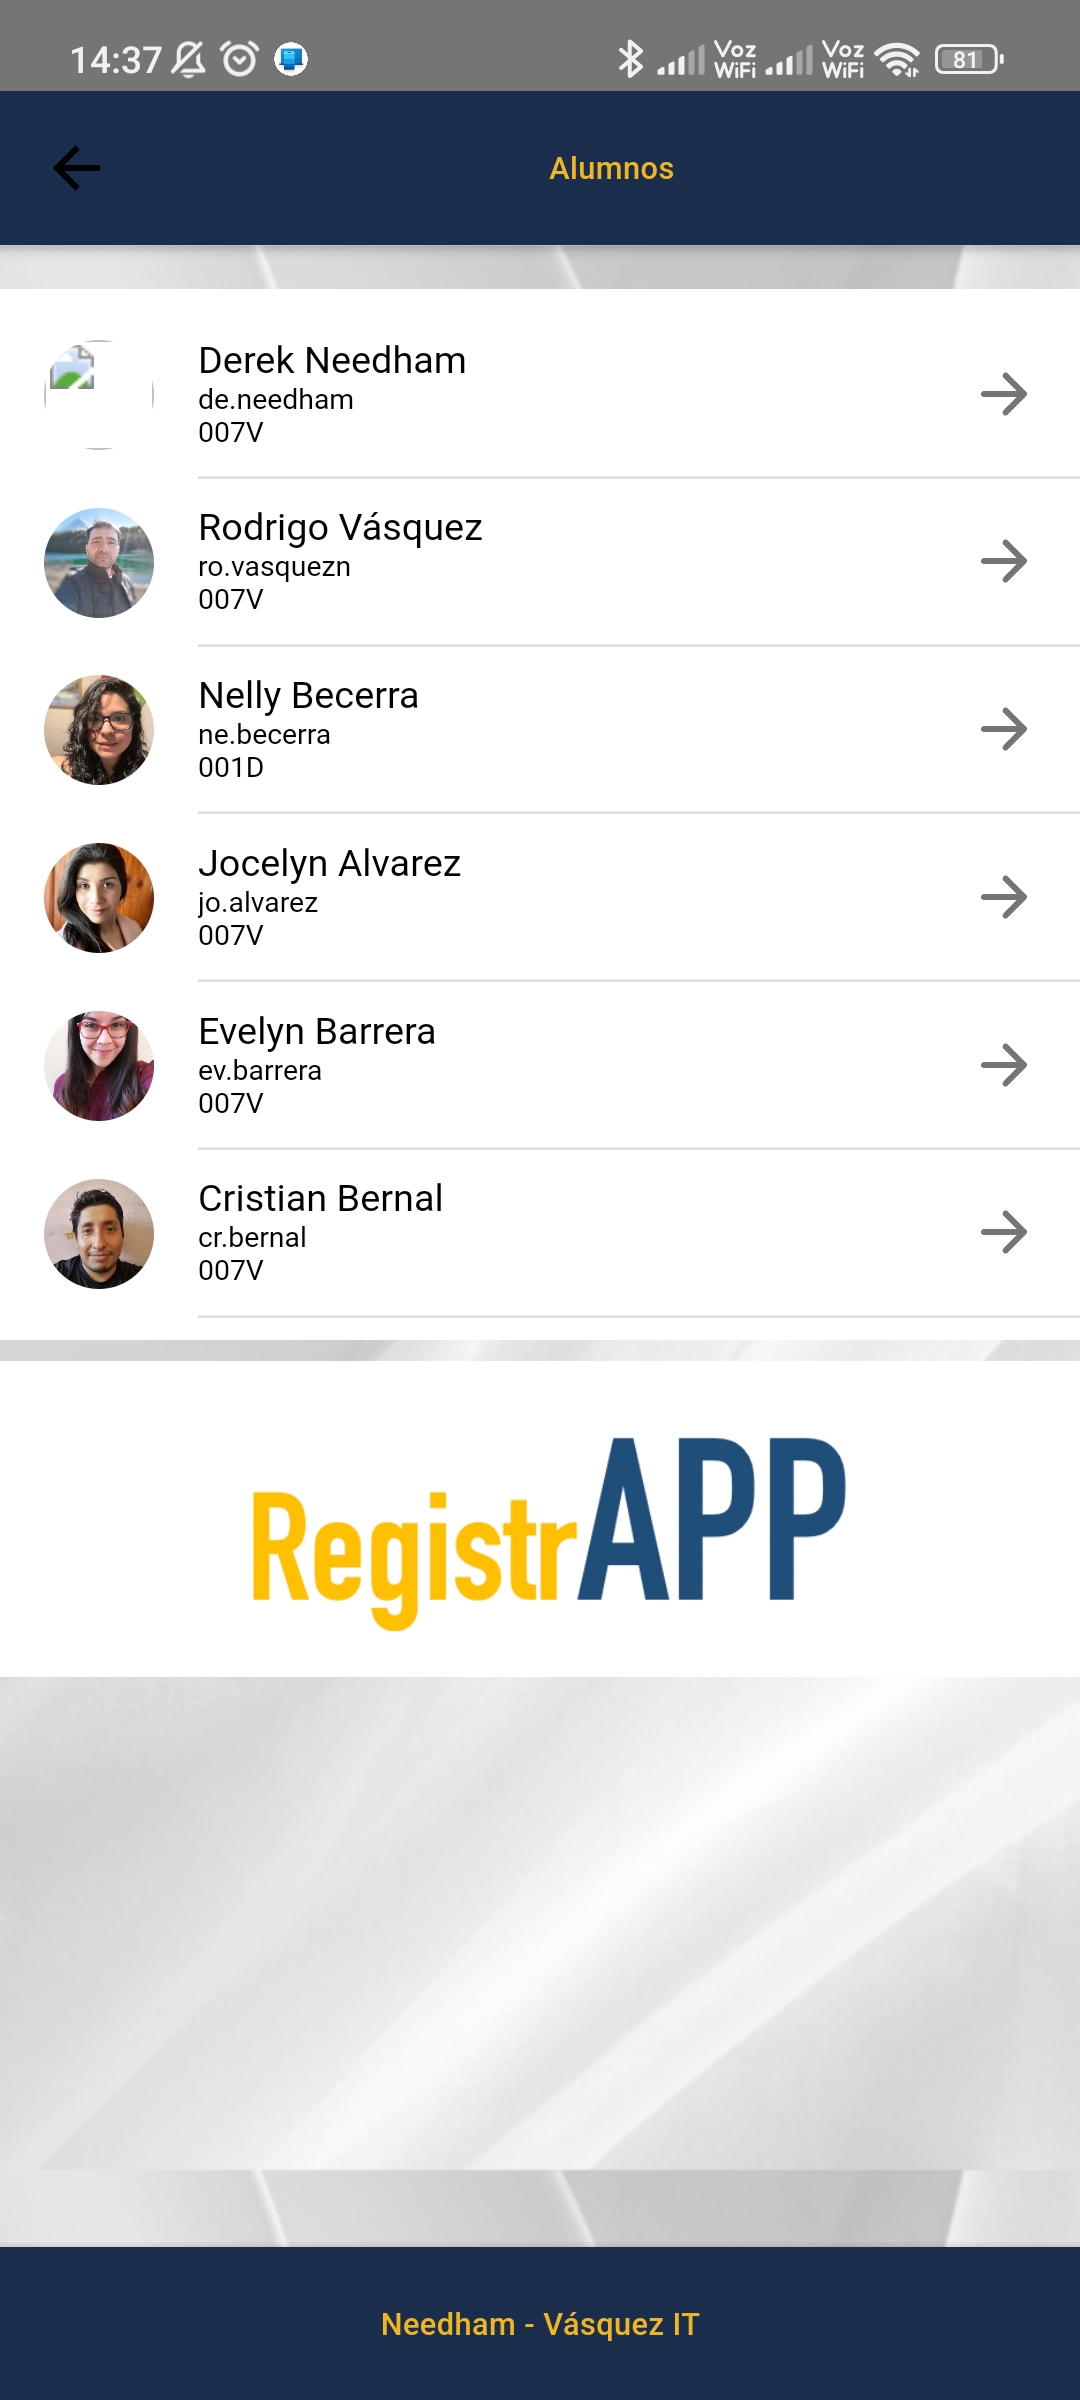 14:37
Voz WiFi
Voz WiFi
81
Alumnos
Derek Needham
de.needham
007V
Rodrigo Vásquez
ro.vasquezn
007V
Nelly Becerra
ne.becerra
001D
Jocelyn Alvarez
jo.alvarez
007V
Evelyn Barrera
ev.barrera
007V
Cristian Bernal
cr.bernal
007V
RegistrAPP
Needham - Vásquez IT